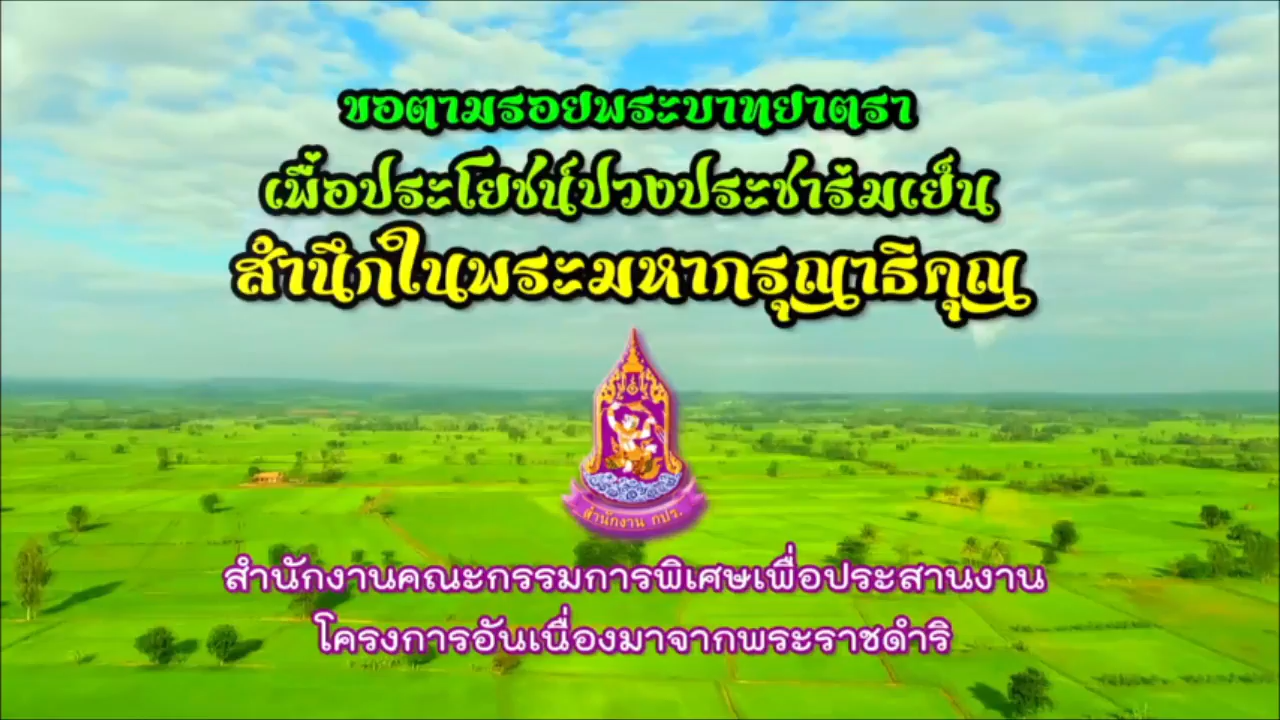 ขอตามรอยพระบาทยาตรา
เพื่อประโยชน์ปวงประชาร่มเย็น
สำนึกในพระมหากรุณาธิคุณ
สำนักงาน กปร.
สำนักงานคณะกรรมการพิเศษเพื่อประสานงาน
โครงการอันเนื่องมาจากพระราชดำริ